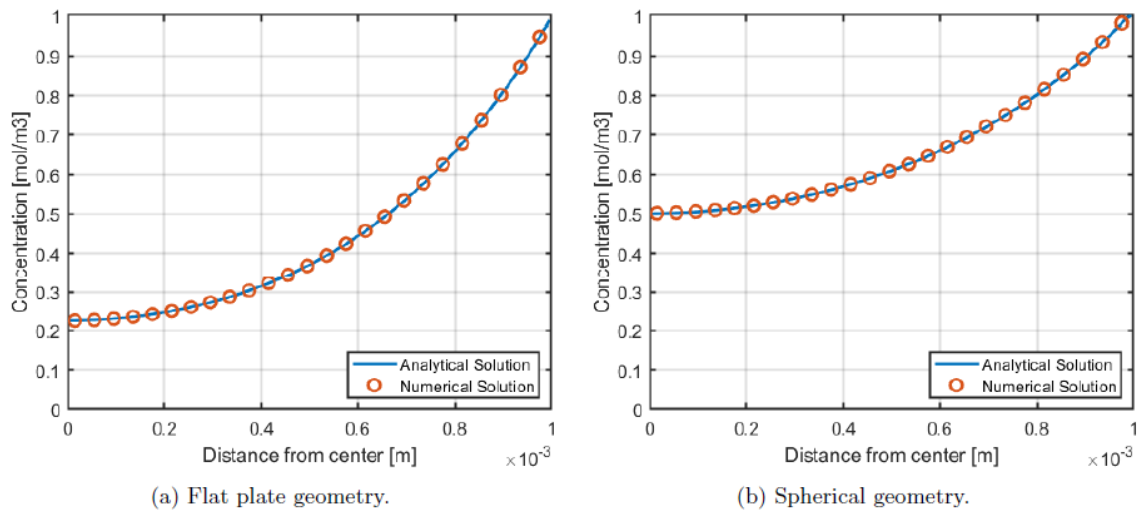 1
0.9
0.8
0.7
0.6
0.5
0.4
0.3
0.2
0.1
0
Concentration [mol/m3]
Analytical Solution
Numerical Solution
0 0.2 0.4 0.6 0.8 1
Distance from center [m]
×10⁻³
(a) Flat plate geometry.
1
0.9
0.8
0.7
0.6
0.5
0.4
0.3
0.2
0.1
0
Concentration [mol/m3]
Analytical Solution
Numerical Solution
0 0.2 0.4 0.6 0.8 1
Distance from center [m]
×10⁻³
(b) Spherical geometry.